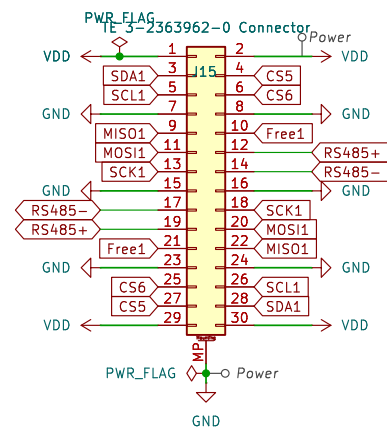 PWR_FLAG
TE 3-2363962-0 Connector
Power
VDD 1 2 VDD
J15
SDA1 3 4 CS5
SCL1 5 6 CS6
GND 7 8 GND
MISO1 9 10 Free1
MOSI1 11 12 RS485+
SCK1 13 14 RS485-
GND 15 16 GND
RS485- 17 18 SCK1
RS485+ 19 20 MOSI1
Free1 21 22 MISO1
GND 23 24 GND
CS6 25 26 SCL1
CS5 27 28 SDA1
VDD 29 30 VDD
MP
PWR_FLAG Power
GND